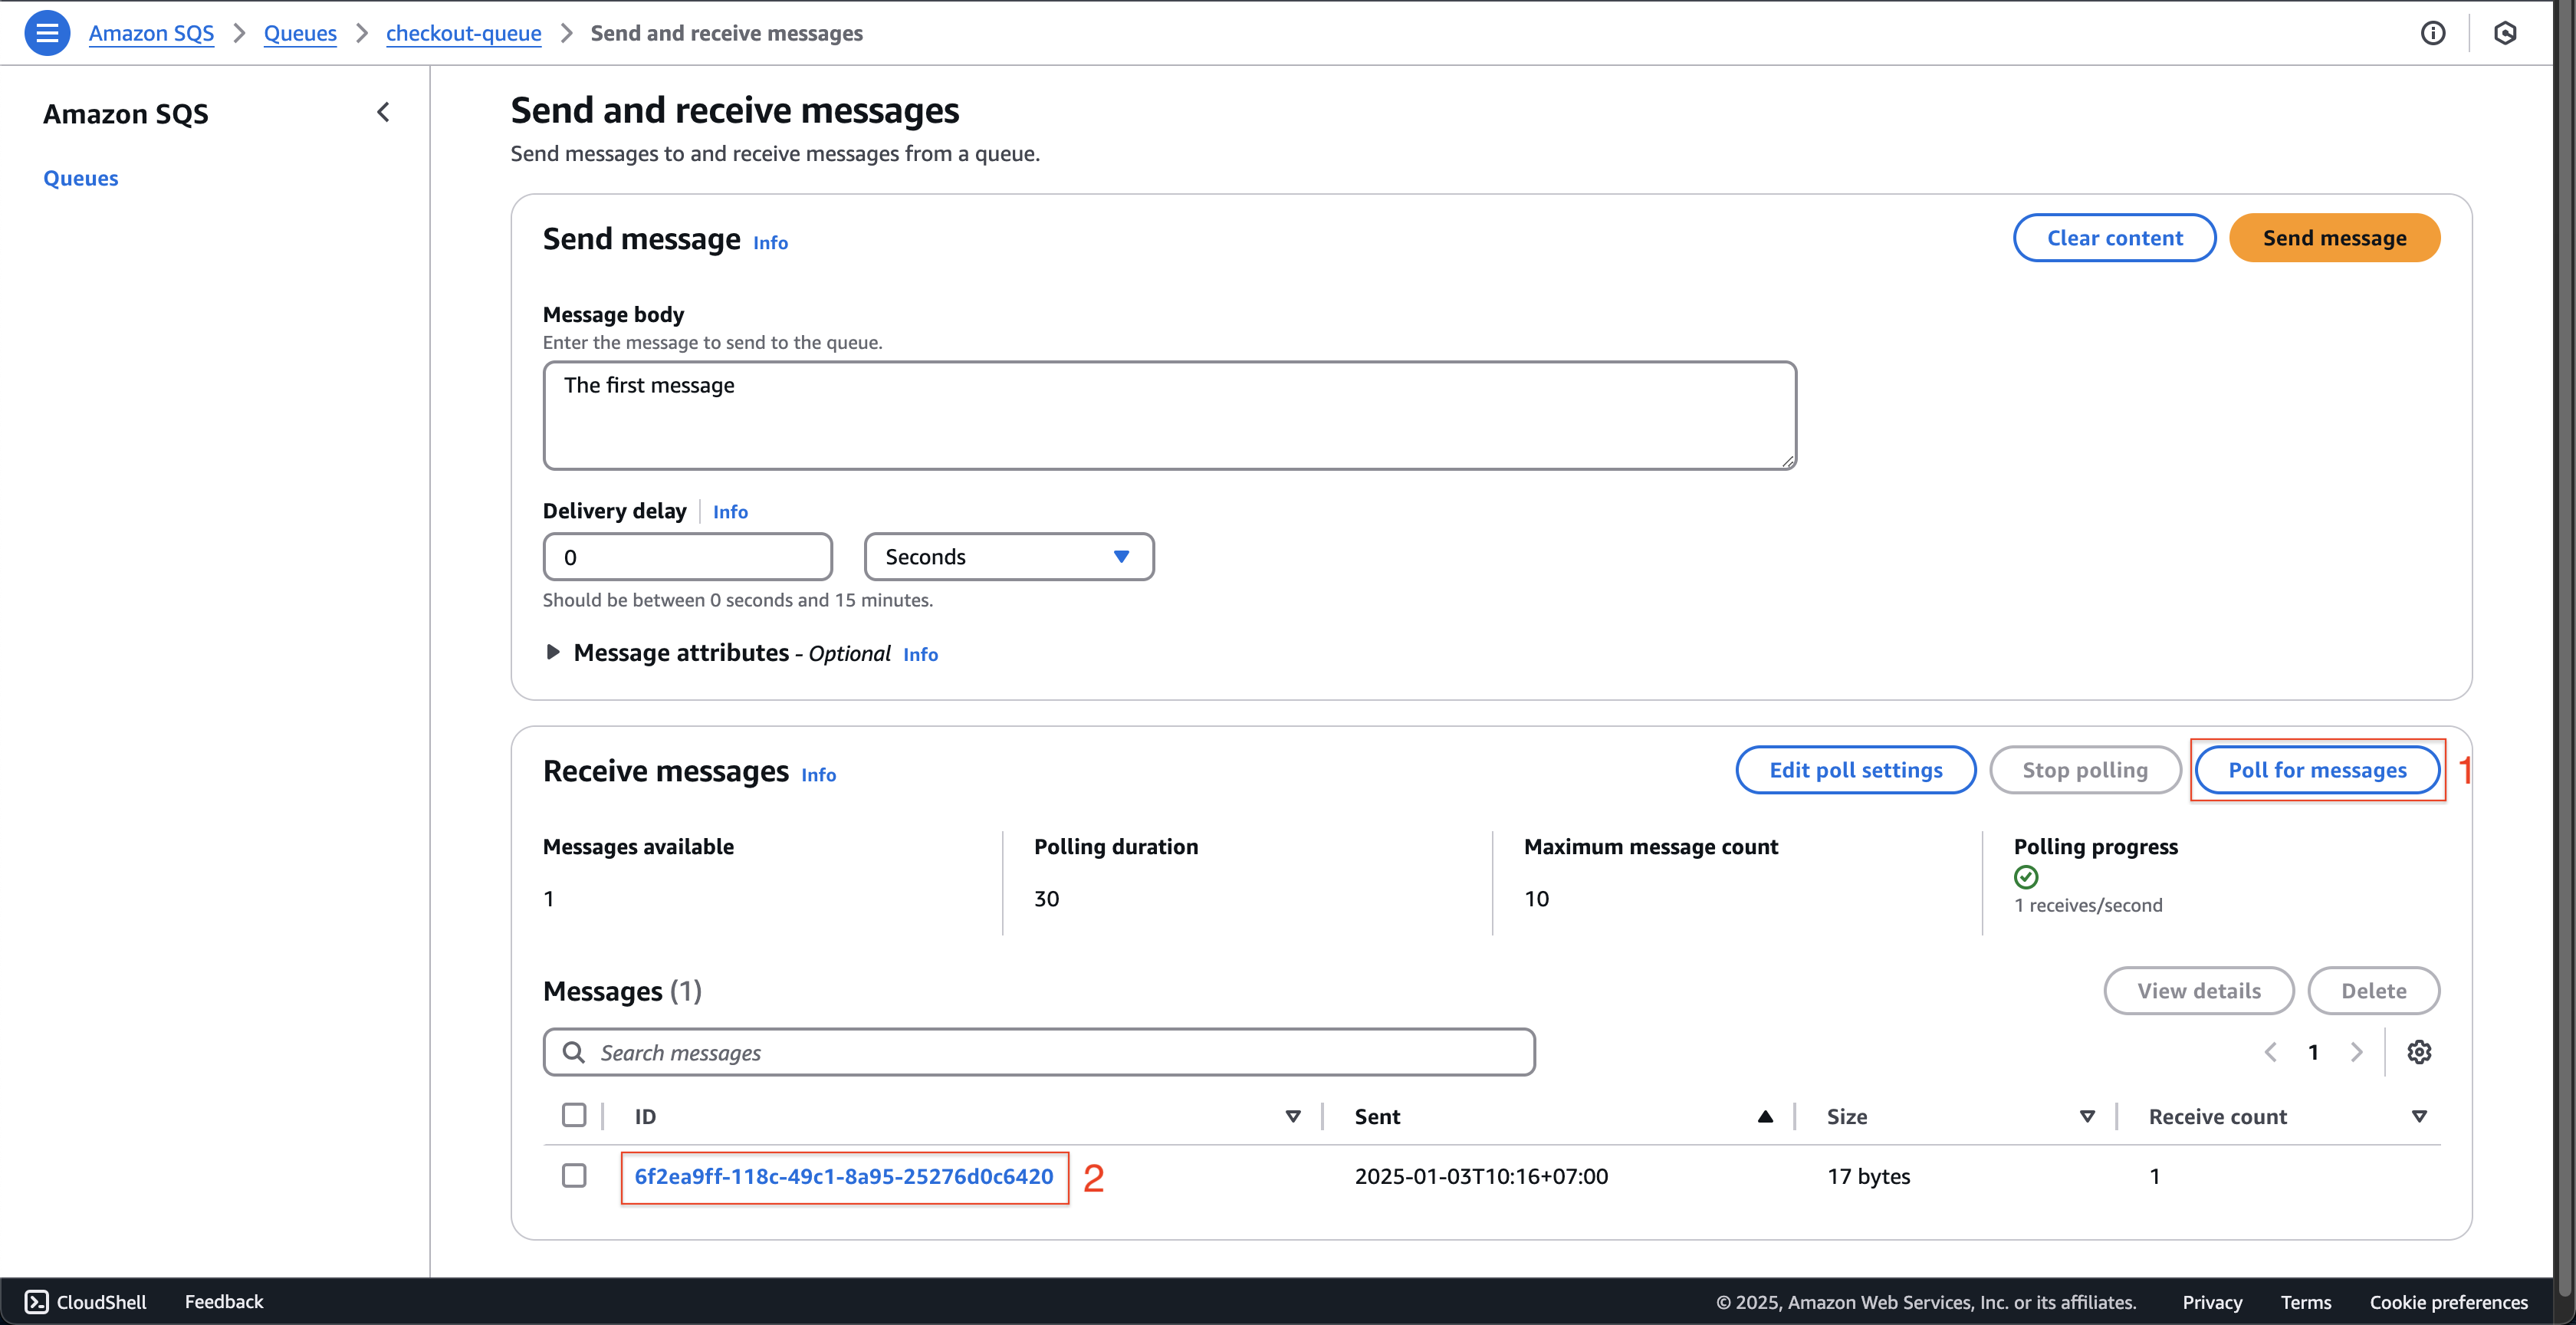 Amazon SQS > Queues > checkout-queue > Send and receive messages
Amazon SQS
Queues
Send and receive messages
Send messages to and receive messages from a queue.
Send message Info
Clear content
Send message
Message body
Enter the message to send to the queue.
The first message
Delivery delay Info
0
Seconds
Should be between 0 seconds and 15 minutes.
Message attributes - Optional Info
Receive messages Info
Edit poll settings
Stop polling
Poll for messages
1
Messages available
1
Polling duration
30
Maximum message count
10
Polling progress
1 receives/second
Messages (1)
View details
Delete
Search messages
1
ID Sent Size Receive count
6f2ea9ff-118c-49c1-8a95-25276d0c6420 2 2025-01-03T10:16+07:00 17 bytes 1
CloudShell Feedback © 2025, Amazon Web Services, Inc. or its affiliates. Privacy Terms Cookie preferences